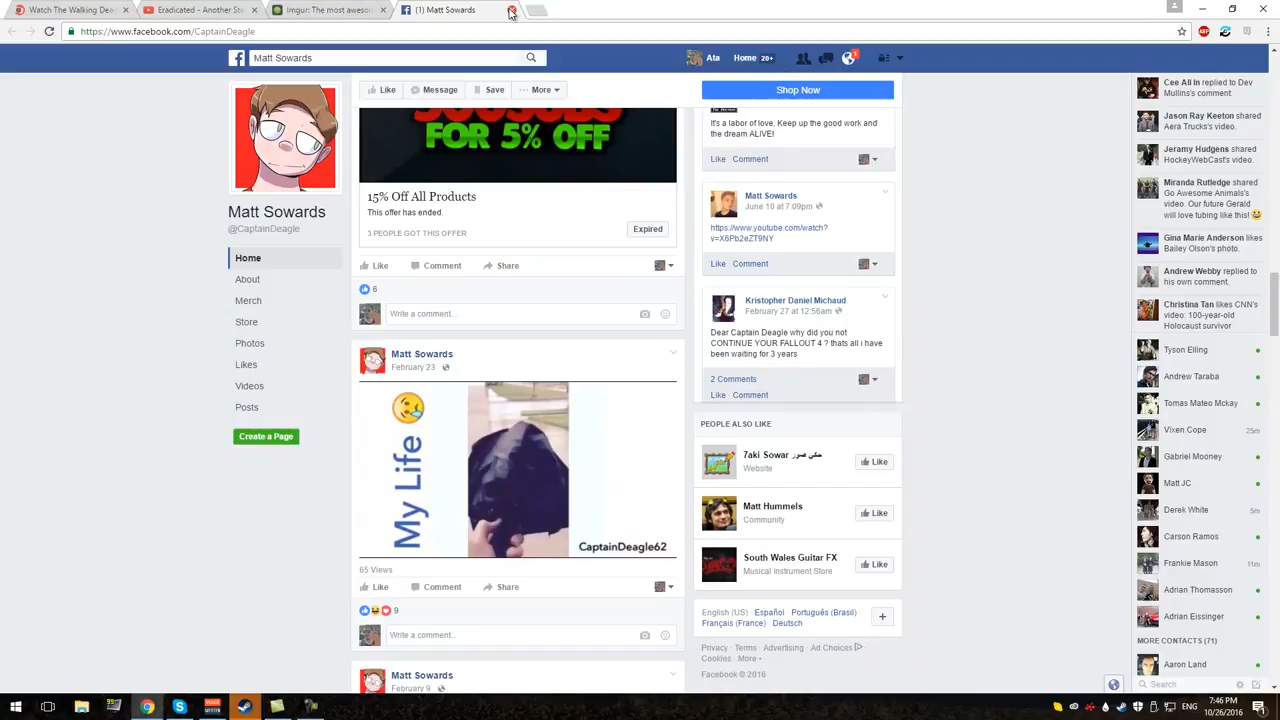 Watch The Walking Dea
Eradicated - Another Ste
Imgur: The most awesom
(1) Matt Sowards
https://www.facebook.com/CaptainDeagle
Matt Sowards
Ata
Home 20+
1
Like
Message
Save
More
Shop Now
FOR 5% OFF
15% Off All Products
This offer has ended.
3 PEOPLE GOT THIS OFFER
Expired
Like Comment Share
6
Write a comment...
Matt Sowards
@CaptainDeagle
Home
About
Merch
Store
Photos
Likes
Videos
Posts
Create a Page
Matt Sowards
February 23
My Life
CaptainDeagle62
65 Views
Like Comment Share
9
Write a comment...
Matt Sowards
February 9
It's a labor of love, Keep up the good work and
the dream ALIVE!
Like Comment
Matt Sowards
June 10 at 7:09pm
https://www.youtube.com/watch?
v=X6Pb2eZT9NY
Like Comment
Kristopher Daniel Michaud
February 27 at 12:56am
Dear Captain Deagle why did you not
CONTINUE YOUR FALLOUT 4 ? thats all i have
been waiting for 3 years
2 Comments
Like Comment
PEOPLE ALSO LIKE
7aki Sowar حكي صور
Website
Like
Matt Hummels
Community
Like
South Wales Guitar FX
Musical Instrument Store
Like
English (US) · Español · Português (Brasil) ·
Français (France) · Deutsch
Privacy · Terms · Advertising · Ad Choices
Cookies · More
Facebook © 2016
Cee All In replied to Dev
Mullins's comment.
Jason Ray Keeton shared
Aera Trucks's video.
Jeramy Hudgens shared
HockeyWebCast's video.
Miranda Rutledge shared
Go Awesome Animals's
video. Our future Gerald
will love tubing like this!
Gina Marie Anderson likes
Bailey Olson's photo.
Andrew Webby replied to
his own comment.
Christina Tan likes CNN's
video: 100-year-old
Holocaust survivor
Tyson Elling
Andrew Taraba
Tomas Mateo Mckay
Vixen Cope 25m
Gabriel Mooney
Matt JC
Derek White 5m
Carson Ramos
Frankie Mason 11m
Adrian Thomasson
Adrian Eissinger
MORE CONTACTS (71)
Aaron Land
Search
ENG
7:46 PM
10/26/2016